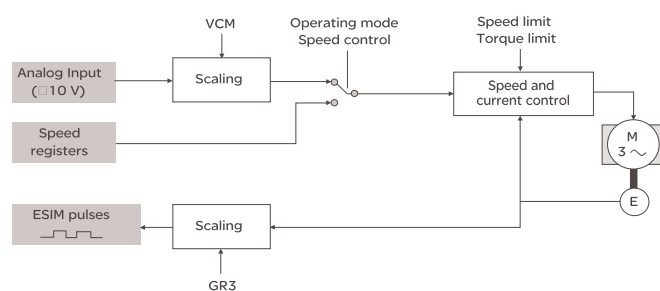 VCM
Operating mode
Speed control
Speed limit
Torque limit
Analog Input
(□10 V)
Scaling
Speed and
current control
Speed
registers
M
3 ～
E
ESIM pulses
Scaling
GR3